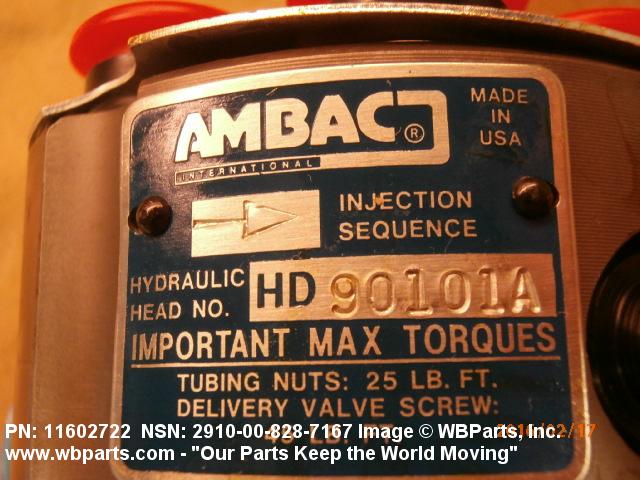 AMBAC ®
INTERNATIONAL
MADE
IN
USA
INJECTION
SEQUENCE
HYDRAULIC
HEAD NO.
HD 90101A
IMPORTANT MAX TORQUES
TUBING NUTS: 25 LB. FT.
DELIVERY VALVE SCREW:
LB. FT.
PN: 11602722 NSN: 2910-00-828-7167 Image © WBParts, Inc.
www.wbparts.com - "Our Parts Keep the World Moving"